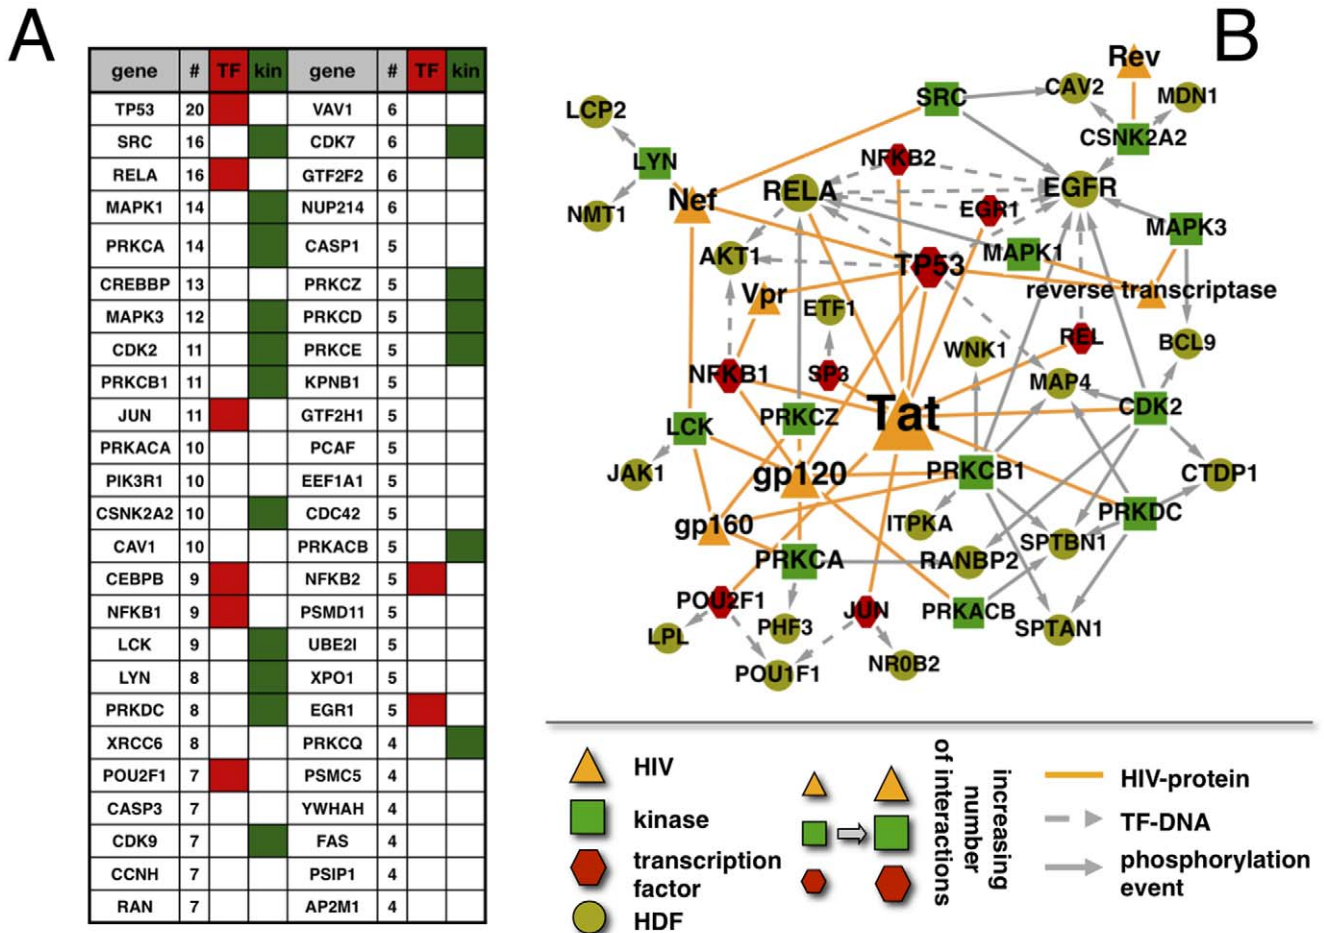 A
gene # TF kin gene # TF kin
TP53 20 VAV1 6
SRC 16 CDK7 6
RELA 16 GTF2F2 6
MAPK1 14 NUP214 6
PRKCA 14 CASP1 5
CREBBP 13 PRKCZ 5
MAPK3 12 PRKCD 5
CDK2 11 PRKCE 5
PRKCB1 11 KPNB1 5
JUN 11 GTF2H1 5
PRKACA 10 PCAF 5
PIK3R1 10 EEF1A1 5
CSNK2A2 10 CDC42 5
CAV1 10 PRKACB 5
CEBPB 9 NFKB2 5
NFKB1 9 PSMD11 5
LCK 9 UBE2I 5
LYN 8 XPO1 5
PRKDC 8 EGR1 5
XRCC6 8 PRKCQ 4
POU2F1 7 PSMC5 4
CASP3 7 YWHAH 4
CDK9 7 FAS 4
CCNH 7 PSIP1 4
RAN 7 AP2M1 4
B
Rev
SRC
CAV2
MDN1
LCP2
CSNK2A2
LYN
NFKB2
RELA
EGFR
Nef
NMT1
EGR1
MAPK3
AKT1
TP53
MAPK1
Vpr
reverse transcriptase
ETF1
REL
BCL9
WNK1
NFKB1
SP3
MAP4
Tat
CDK2
LCK
PRKCZ
JAK1
gp120
PRKCB1
CTDP1
gp160
ITPKA
PRKDC
SPTBN1
PRKCA
RANBP2
POU2F1
JUN
PRKACB
LPL
PHF3
SPTAN1
POU1F1
NR0B2
HIV
kinase
transcription
factor
HDF
increasing
number
of interactions
HIV-protein
TF-DNA
phosphorylation
event